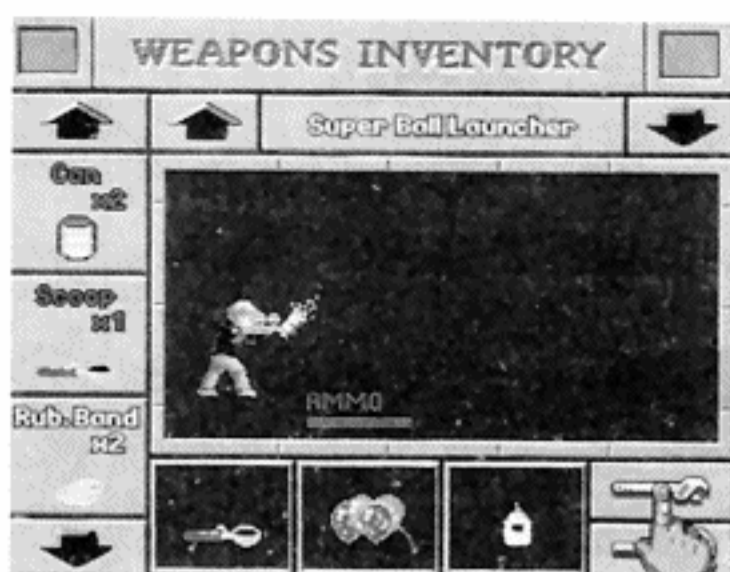 WEAPONS INVENTORY
Super Ball Launcher
Can
x2
Scoop
x1
Rub. Band
x2
AMMO